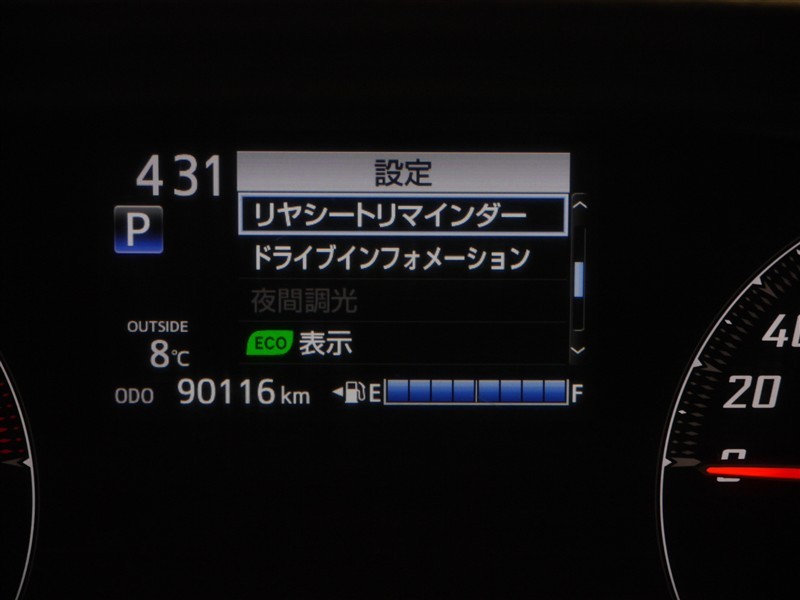 4 31
設定
P
リヤシートリマインダー
ドライブインフォメーション
夜間調光
ECO 表示
OUTSIDE
8℃
ODO 90116 km
E F
40
20
0